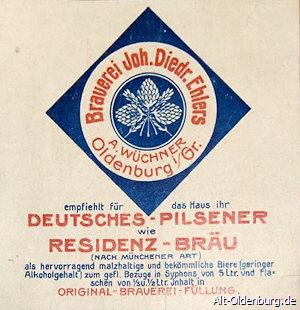 Brauerei Joh. Diedr. Ehlers
A. WÜCHNER
Oldenburg i/Gr.
empfiehlt für das Haus ihr
DEUTSCHES-PILSENER
wie
RESIDENZ-BRÄU
(NACH MÜNCHENER ART)
als hervorragend malzhaltige und bekömmliche Biere (geringer
Alkoholgehalt) zum gefl. Bezuge in Syphons von 5 Ltr. und Fla-
schen von ⅓ u. ½ Ltr. Jnhalt in
ORIGINAL-BRAUEREI-FÜLLUNG.
Alt-Oldenburg.de